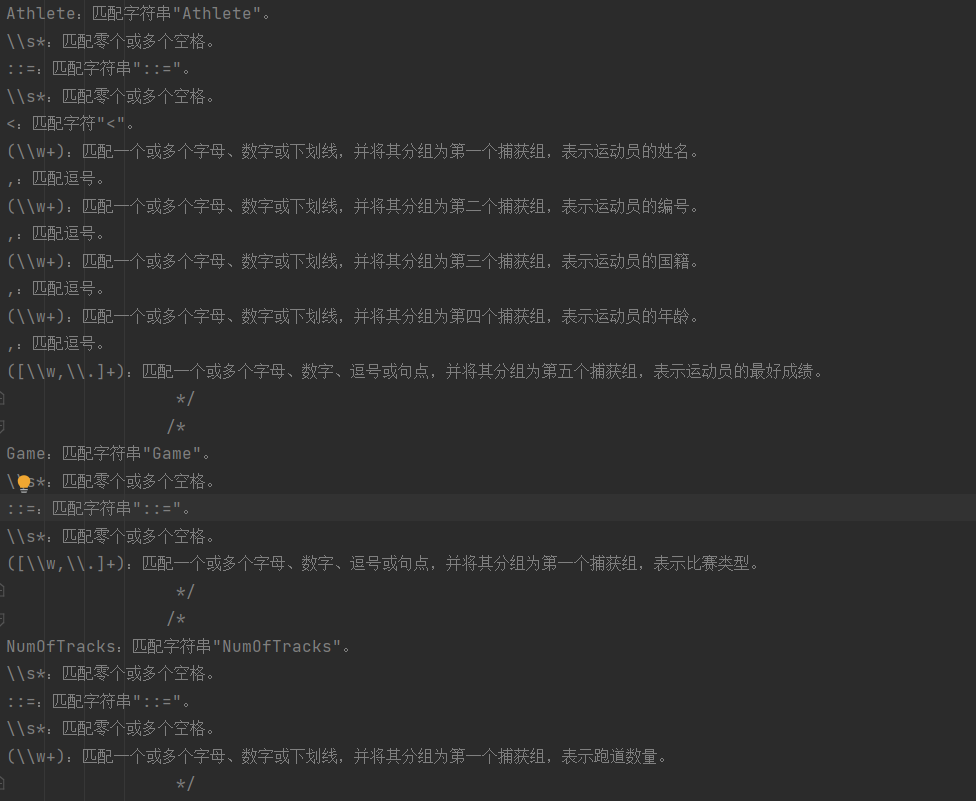 Athlete：匹配字符串"Athlete"。
\\s*：匹配零个或多个空格。
::=：匹配字符串"::="。
\\s*：匹配零个或多个空格。
<：匹配字符"<"。
(\\w+)：匹配一个或多个字母、数字或下划线，并将其分组为第一个捕获组，表示运动员的姓名。
,：匹配逗号。
(\\w+)：匹配一个或多个字母、数字或下划线，并将其分组为第二个捕获组，表示运动员的编号。
,：匹配逗号。
(\\w+)：匹配一个或多个字母、数字或下划线，并将其分组为第三个捕获组，表示运动员的国籍。
,：匹配逗号。
(\\w+)：匹配一个或多个字母、数字或下划线，并将其分组为第四个捕获组，表示运动员的年龄。
,：匹配逗号。
([\\w,\\.]+)：匹配一个或多个字母、数字、逗号或句点，并将其分组为第五个捕获组，表示运动员的最好成绩。
*/
/*
Game：匹配字符串"Game"。
\\s*：匹配零个或多个空格。
::=：匹配字符串"::="。
\\s*：匹配零个或多个空格。
([\\w,\\.]+)：匹配一个或多个字母、数字、逗号或句点，并将其分组为第一个捕获组，表示比赛类型。
*/
/*
NumOfTracks：匹配字符串"NumOfTracks"。
\\s*：匹配零个或多个空格。
::=：匹配字符串"::="。
\\s*：匹配零个或多个空格。
(\\w+)：匹配一个或多个字母、数字或下划线，并将其分组为第一个捕获组，表示跑道数量。
*/